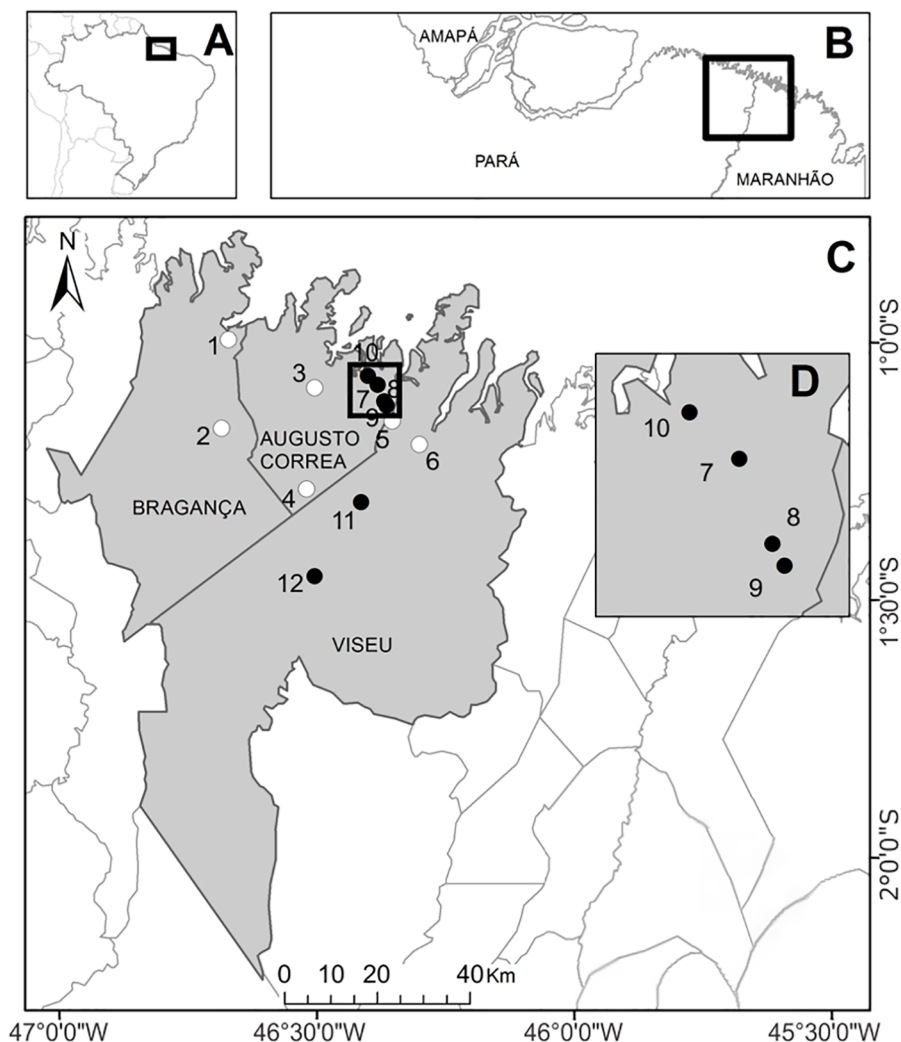 A
AMAPÁ
B
PARÁ
MARANHÃO
N
C
1
10
3
7
8
9
2
AUGUSTO
CORREA
5
6
4
BRAGANÇA
11
12
VISEU
D
10
7
8
9
1°0'0"S
1°30'0"S
2°0'0"S
0 10 20 40 Km
47°0'0"W 46°30'0"W 46°0'0"W 45°30'0"W